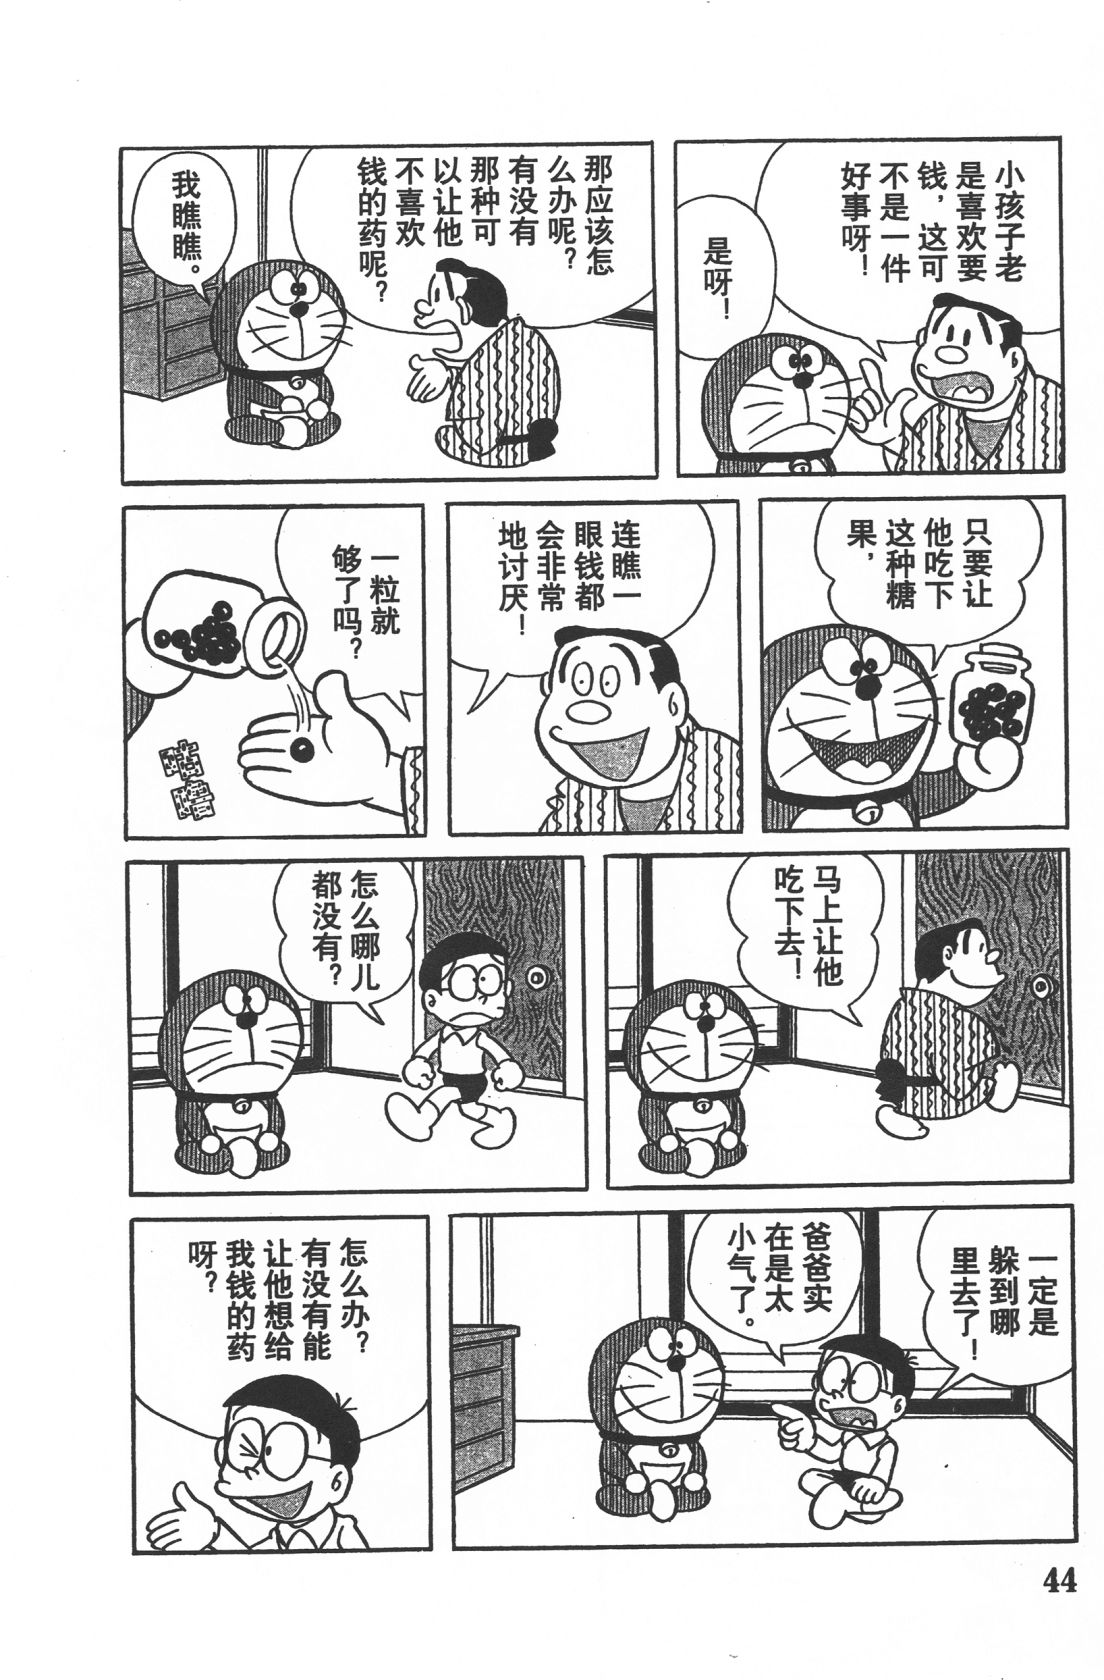 小孩子老
是喜欢要
钱，这可
不是一件
好事呀！
是呀！
那应该怎
么办呢？
有没有
那种可
以让他
不喜欢
钱的药呢？
我瞧瞧。
只要让
他吃下
这种糖
果，
连瞧一
眼钱都
会非常
地讨厌！
一粒就
够了吗？
马上让他
吃下去！
怎么哪儿
都没有？
一定是
躲到哪
里去了！
爸爸实
在是太
小气了。
怎么办？
有没有能
让他想给
我钱的药
呀？
44